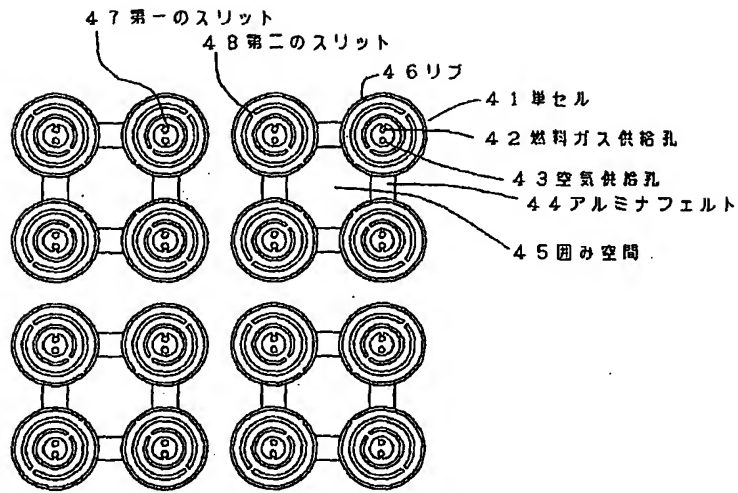 47第一のスリット
48第二のスリット
46リブ
41単セル
42燃料ガス供給孔
43空気供給孔
44アルミナフェルト
45囲み空間